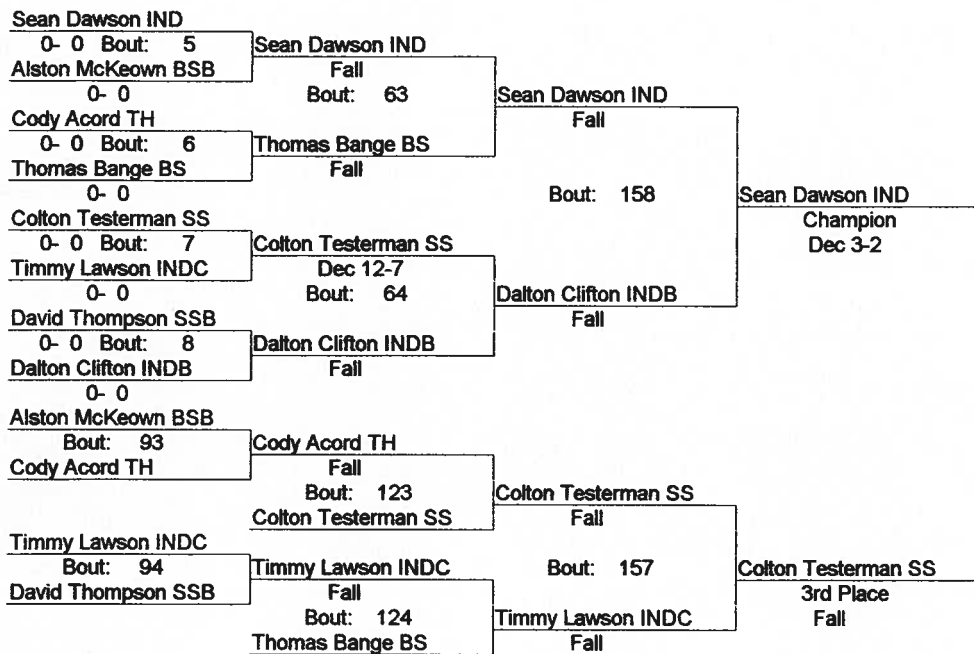 Sean Dawson IND
0- 0 Bout: 5
Alston McKeown BSB
0- 0
Cody Acord TH
0- 0 Bout: 6
Thomas Bange BS
0- 0
Colton Testerman SS
0- 0 Bout: 7
Timmy Lawson INDC
0- 0
David Thompson SSB
0- 0 Bout: 8
Dalton Clifton INDB
0- 0
Sean Dawson IND
Fall
Bout: 63
Thomas Bange BS
Fall
Colton Testerman SS
Dec 12-7
Bout: 64
Dalton Clifton INDB
Fall
Sean Dawson IND
Fall
Bout: 158
Dalton Clifton INDB
Fall
Sean Dawson IND
Champion
Dec 3-2
Alston McKeown BSB
Bout: 93
Cody Acord TH
Timmy Lawson INDC
Bout: 94
David Thompson SSB
Cody Acord TH
Fall
Bout: 123
Colton Testerman SS
Timmy Lawson INDC
Fall
Bout: 124
Thomas Bange BS
Colton Testerman SS
Fall
Bout: 157
Timmy Lawson INDC
Fall
Colton Testerman SS
3rd Place
Fall